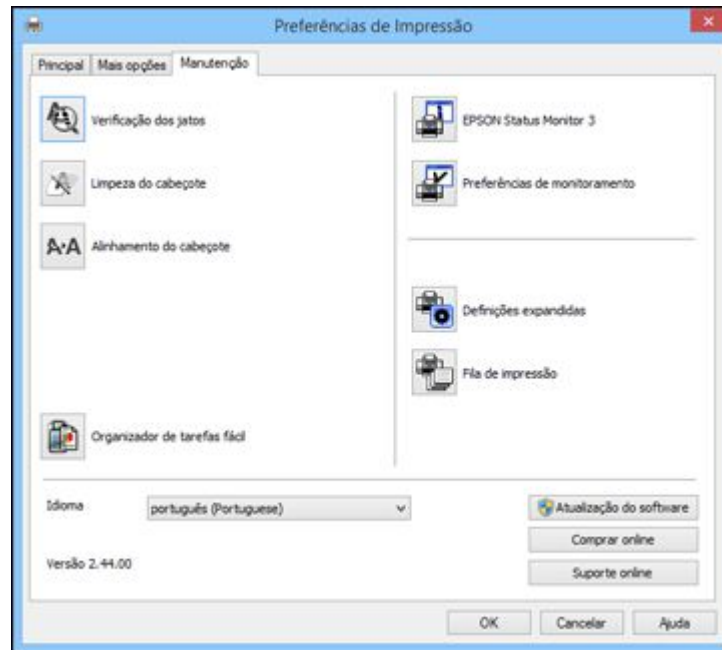 Preferências de Impressão
Principal
Mais opções
Manutenção
Verificação dos jatos
Limpeza do cabeçote
A·A
Alinhamento do cabeçote
Organizador de tarefas fácil
EPSON Status Monitor 3
Preferências de monitoramento
Definições expandidas
Fila de impressão
Idioma
português (Portuguese)
Versão 2.44.00
Atualização do software
Comprar online
Suporte online
OK
Cancelar
Ajuda